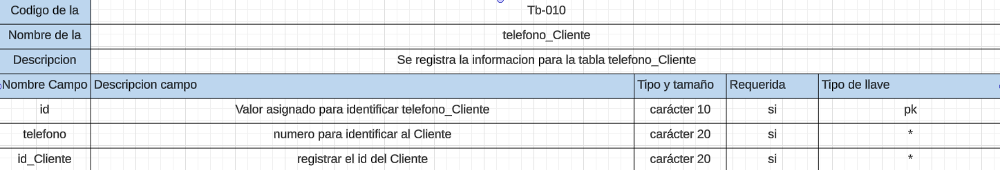 Codigo de la Tb-010
Nombre de la telefono_Cliente
Descripcion Se registra la informacion para la tabla telefono_Cliente
Nombre Campo Descripcion campo Tipo y tamaño Requerida Tipo de llave
id Valor asignado para identificar telefono_Cliente carácter 10 si pk
telefono numero para identificar al Cliente carácter 20 si *
id_Cliente registrar el id del Cliente carácter 20 si *